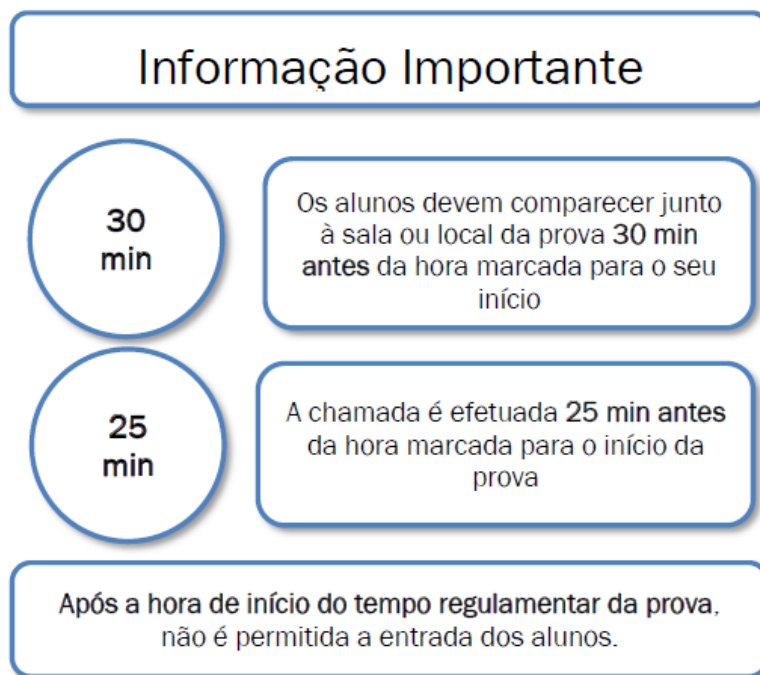 Informação Importante
30
min
Os alunos devem comparecer junto
à sala ou local da prova 30 min
antes da hora marcada para o seu
início
25
min
A chamada é efetuada 25 min antes
da hora marcada para o início da
prova
Após a hora de início do tempo regulamentar da prova,
não é permitida a entrada dos alunos.